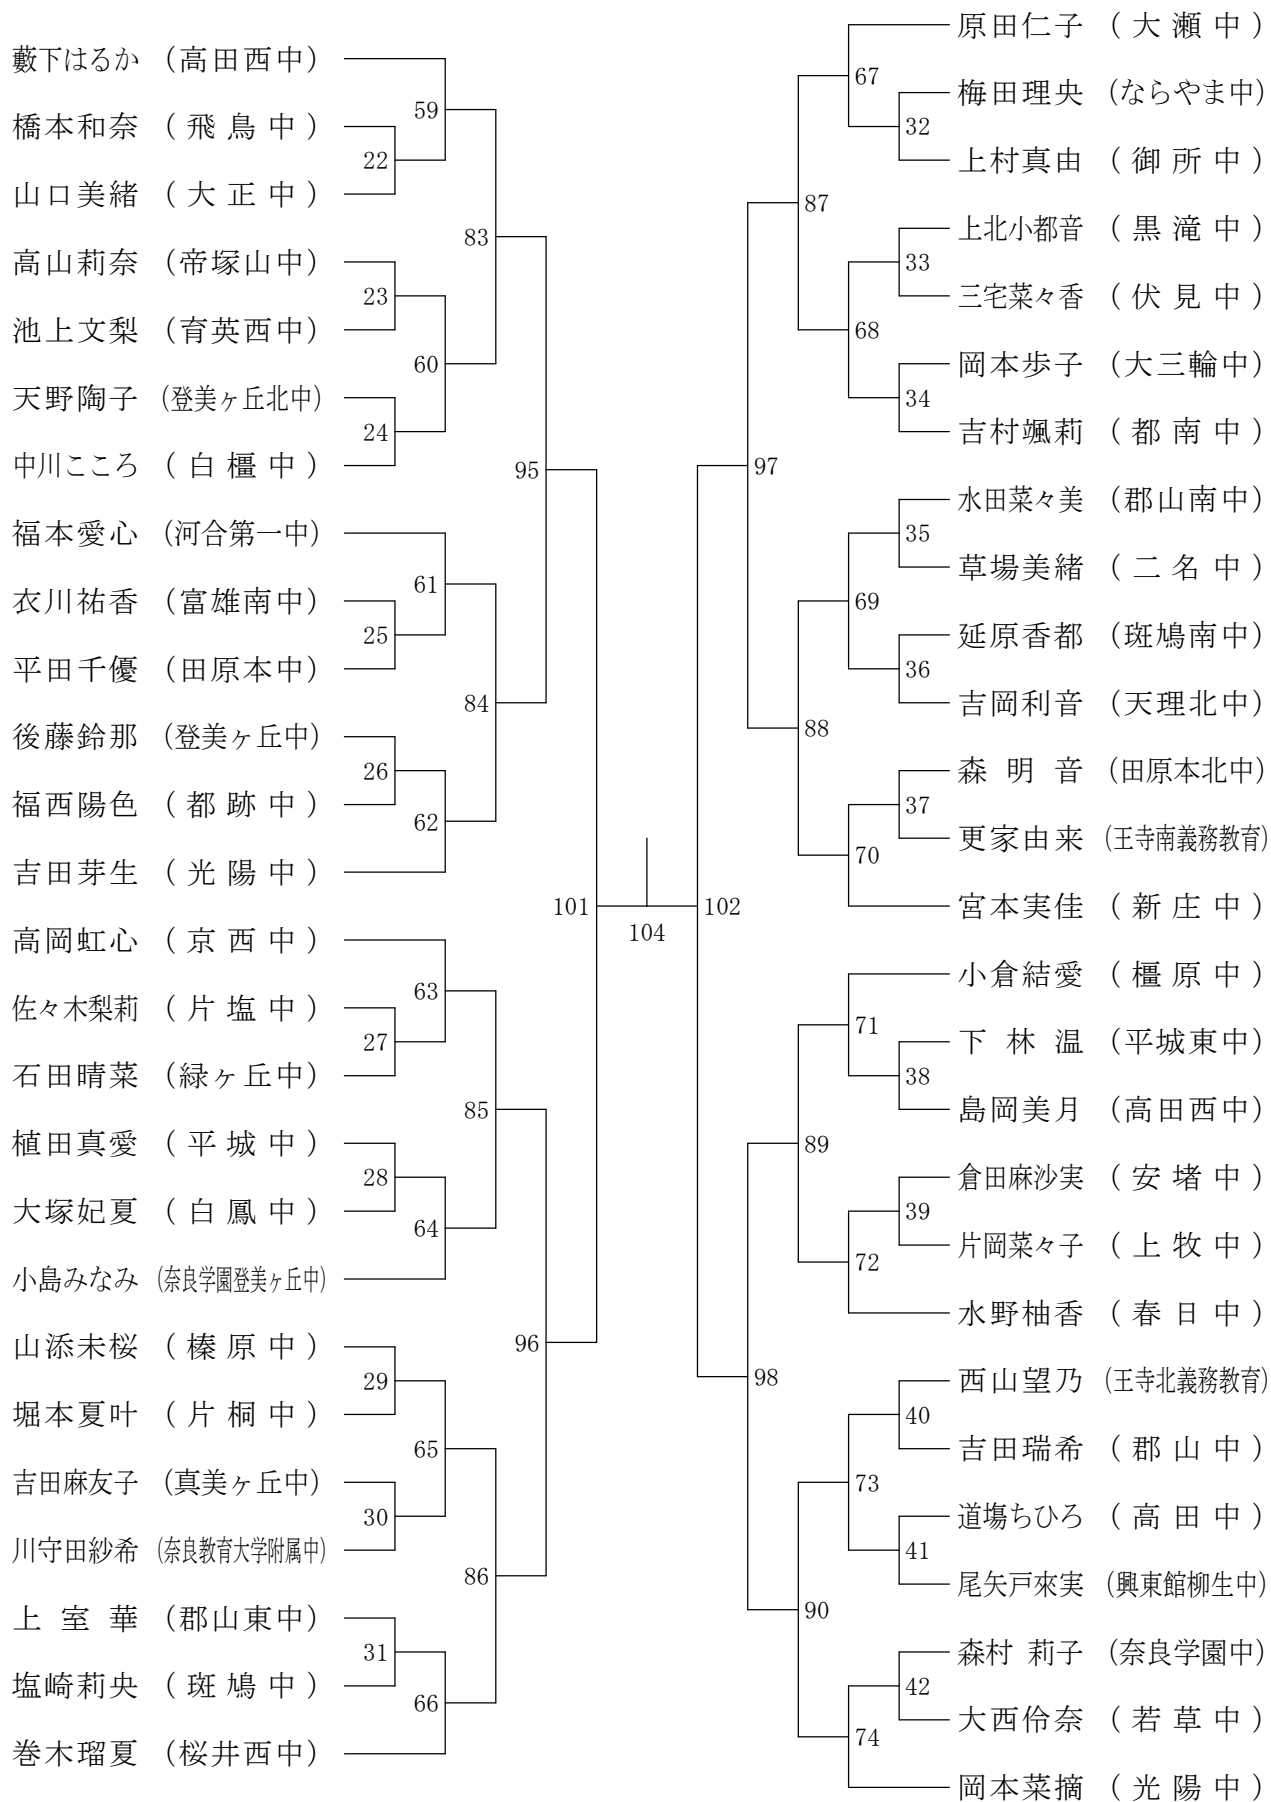 藪下はるか (高田西中)
橋本和奈 (飛鳥中)
山口美緒 (大正中)
高山莉奈 (帝塚山中)
池上文梨 (育英西中)
天野陶子 (登美ヶ丘北中)
中川こころ (白橿中)
福本愛心 (河合第一中)
衣川祐香 (富雄南中)
平田千優 (田原本中)
後藤鈴那 (登美ヶ丘中)
福西陽色 (都跡中)
吉田芽生 (光陽中)
高岡虹心 (京西中)
佐々木梨莉 (片塩中)
石田晴菜 (緑ヶ丘中)
植田真愛 (平城中)
大塚妃夏 (白鳳中)
小島みなみ (奈良学園登美ヶ丘中)
山添未桜 (榛原中)
堀本夏叶 (片桐中)
吉田麻友子 (真美ヶ丘中)
川守田紗希 (奈良教育大学附属中)
上室華 (郡山東中)
塩崎莉央 (斑鳩中)
巻木瑠夏 (桜井西中)
22
23
24
25
26
27
28
29
30
31
59
60
61
62
63
64
65
66
83
84
85
86
95
96
101
104
102
97
98
87
88
89
90
67
68
69
70
71
72
73
74
32
33
34
35
36
37
38
39
40
41
42
原田仁子 (大瀬中)
梅田理央 (ならやま中)
上村真由 (御所中)
上北小都音 (黒滝中)
三宅菜々香 (伏見中)
岡本歩子 (大三輪中)
吉村颯莉 (都南中)
水田菜々美 (郡山南中)
草場美緒 (二名中)
延原香都 (斑鳩南中)
吉岡利音 (天理北中)
森明音 (田原本北中)
更家由来 (王寺南義務教育)
宮本実佳 (新庄中)
小倉結愛 (橿原中)
下林温 (平城東中)
島岡美月 (高田西中)
倉田麻沙実 (安堵中)
片岡菜々子 (上牧中)
水野柚香 (春日中)
西山望乃 (王寺北義務教育)
吉田瑞希 (郡山中)
道塲ちひろ (高田中)
尾矢戸來実 (興東館柳生中)
森村 莉子 (奈良学園中)
大西伶奈 (若草中)
岡本菜摘 (光陽中)